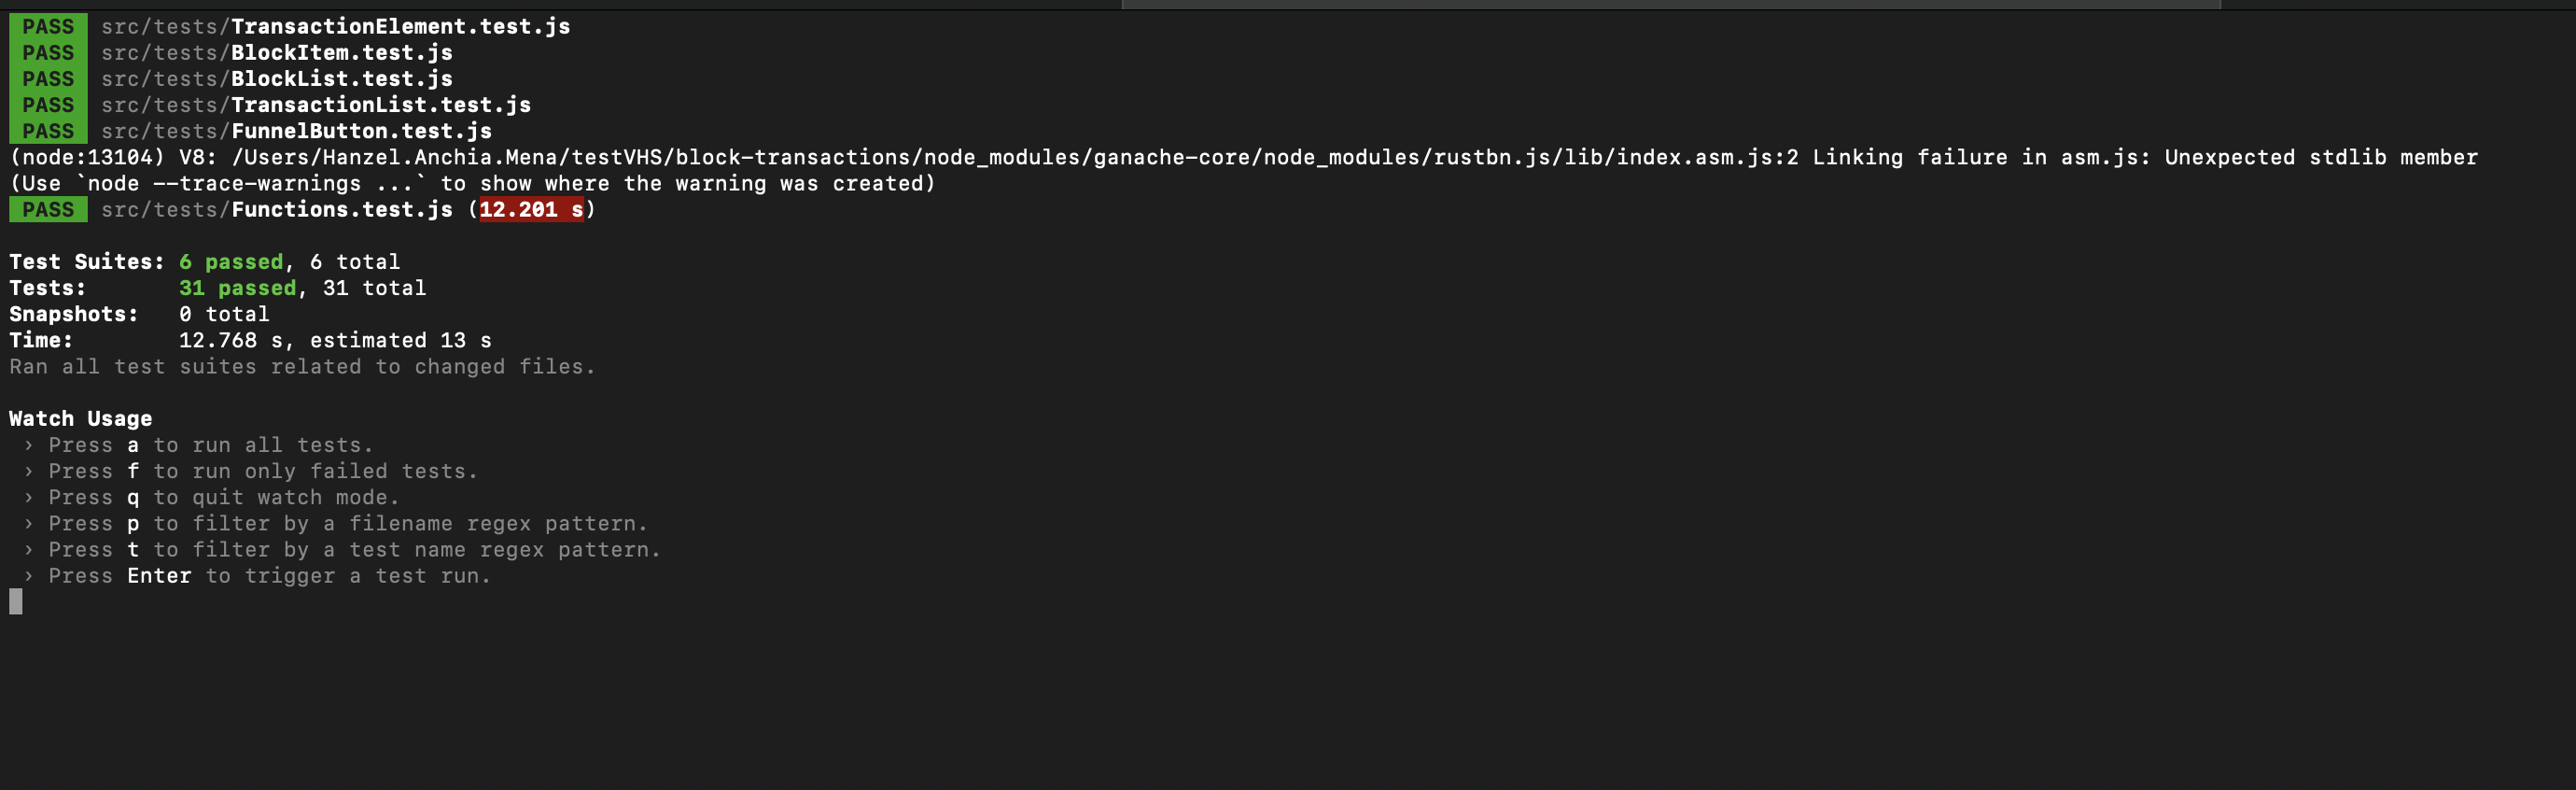 PASS src/tests/TransactionElement.test.js
PASS src/tests/BlockItem.test.js
PASS src/tests/BlockList.test.js
PASS src/tests/TransactionList.test.js
PASS src/tests/FunnelButton.test.js
(node:13104) V8: /Users/Hanzel.Anchia.Mena/testVHS/block-transactions/node_modules/ganache-core/node_modules/rustbn.js/lib/index.asm.js:2 Linking failure in asm.js: Unexpected stdlib member
(Use `node --trace-warnings ...` to show where the warning was created)
PASS src/tests/Functions.test.js (12.201 s)
Test Suites: 6 passed, 6 total
Tests: 31 passed, 31 total
Snapshots: 0 total
Time: 12.768 s, estimated 13 s
Ran all test suites related to changed files.
Watch Usage
› Press a to run all tests.
› Press f to run only failed tests.
› Press q to quit watch mode.
› Press p to filter by a filename regex pattern.
› Press t to filter by a test name regex pattern.
› Press Enter to trigger a test run.